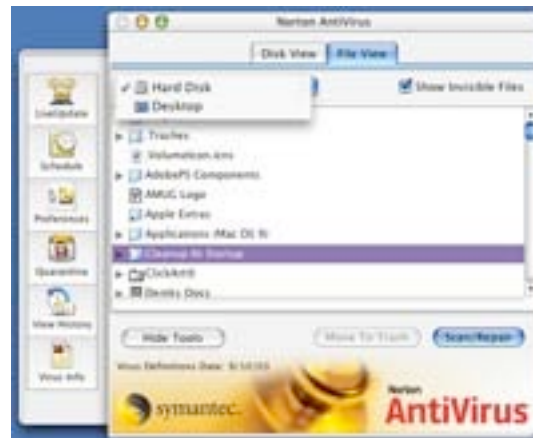 Norton AntiVirus
Disk View
File View
✓ Hard Disk
Desktop
Show Invisible Files
Trashes
VolumeIcon.icns
AdobePS Components
AMUG Logo
Apple Extras
Applications (Mac OS 9)
Cleanup At Startup
Documents
LiveUpdate
Schedule
Preferences
Quarantine
View History
Virus Info
Hide Tools
Move To Trash
Scan/Repair
Virus Definitions Date:
symantec.
Norton
AntiVirus